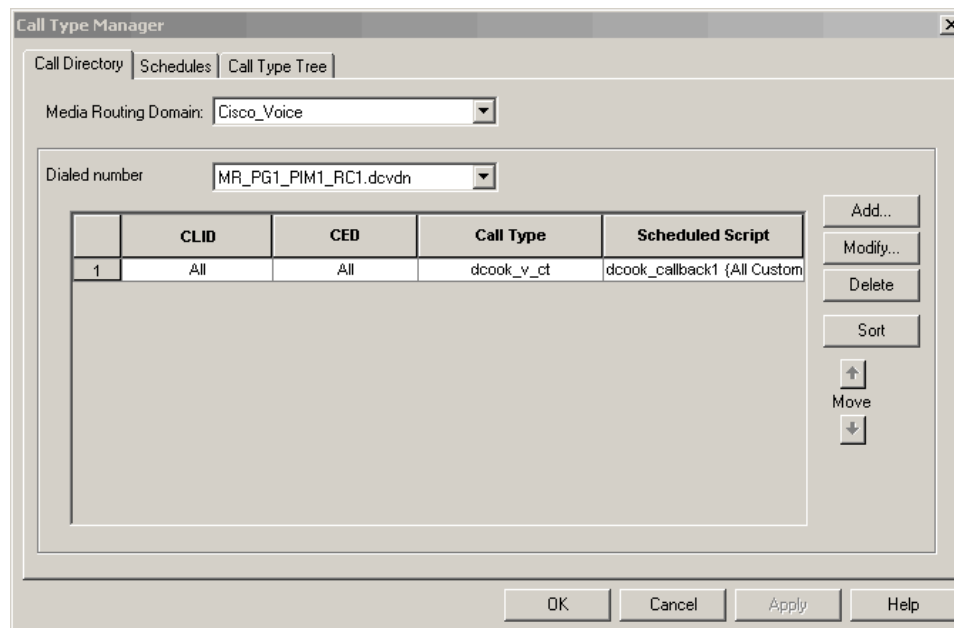 Call Type Manager
Call Directory Schedules Call Type Tree
Media Routing Domain: Cisco_Voice
Dialed number MR_PG1_PIM1_RC1.dcvdn
Add...
CLID CED Call Type Scheduled Script
Modify...
1 All All dcook_v_ct dcook_callback1 {All Custom
Delete
Sort
Move
OK Cancel Apply Help